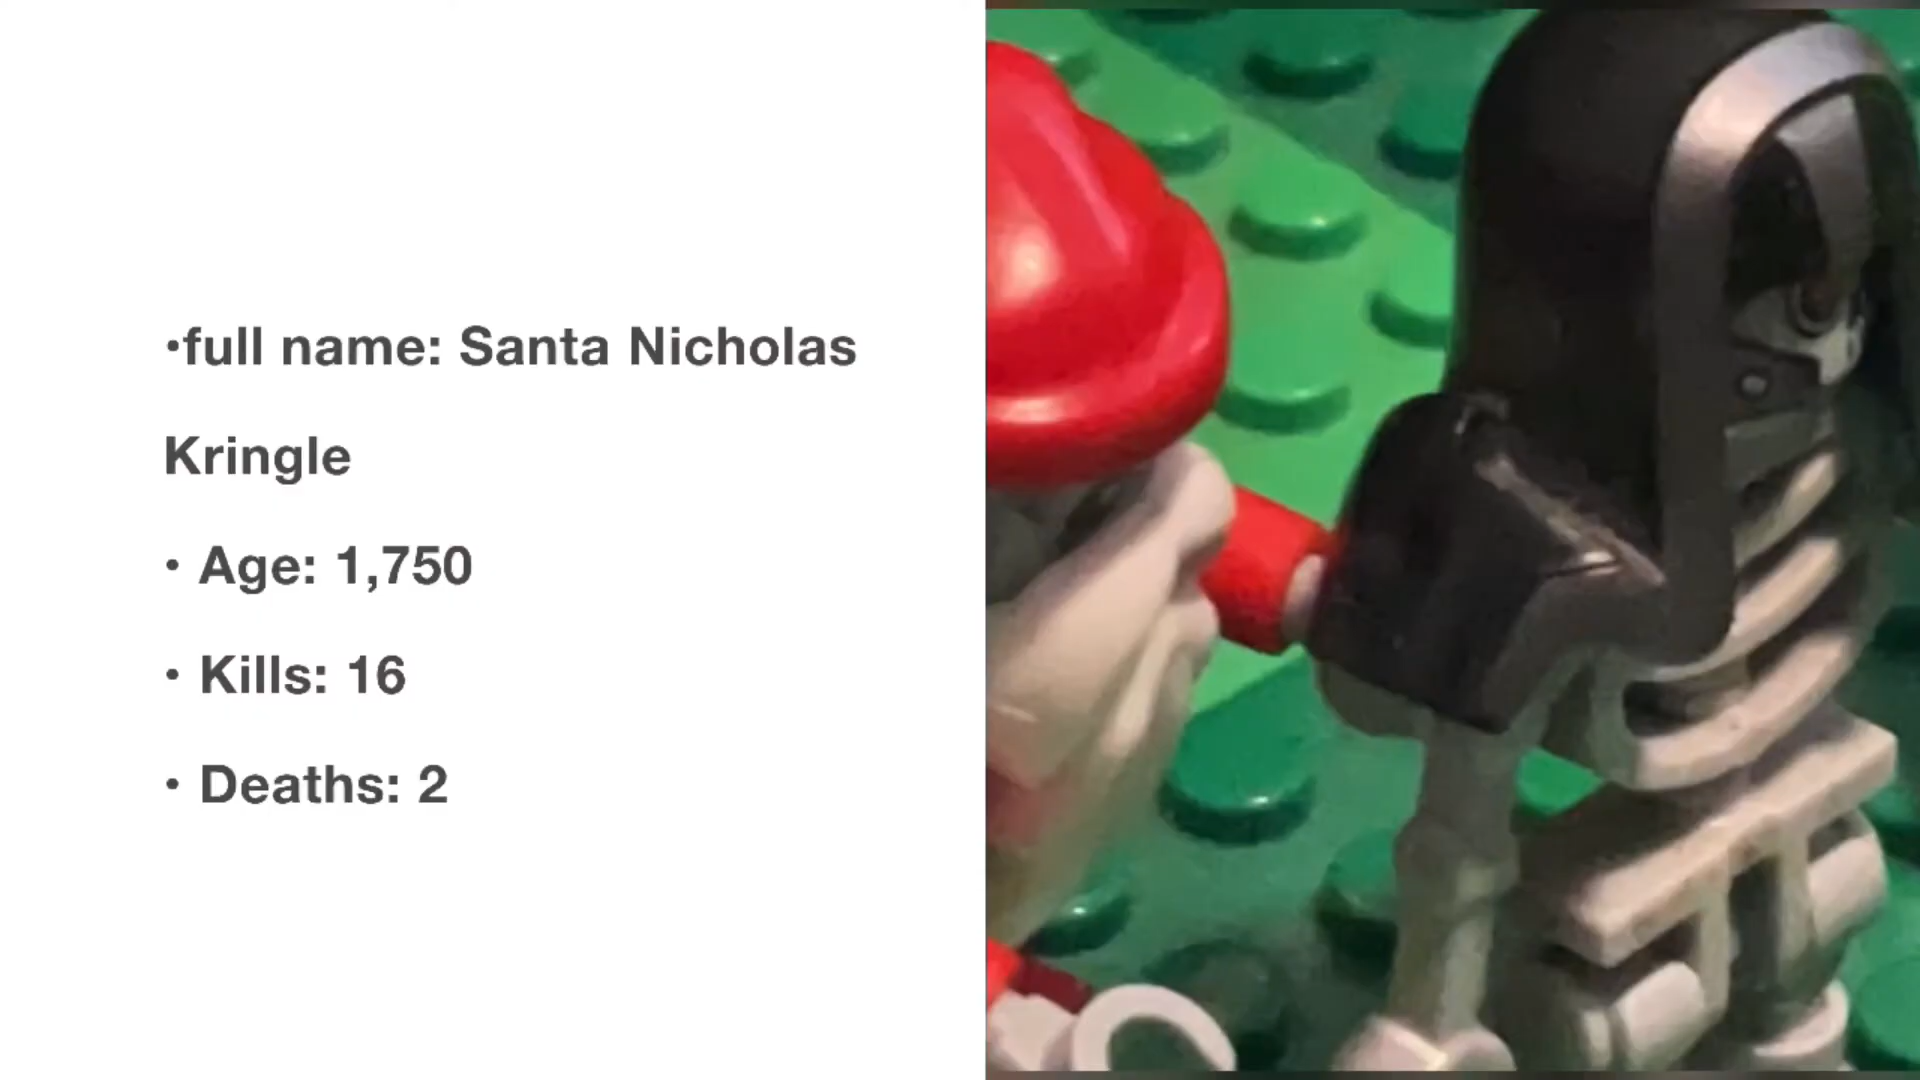 •full name: Santa Nicholas
Kringle
• Age: 1,750
• Kills: 16
• Deaths: 2